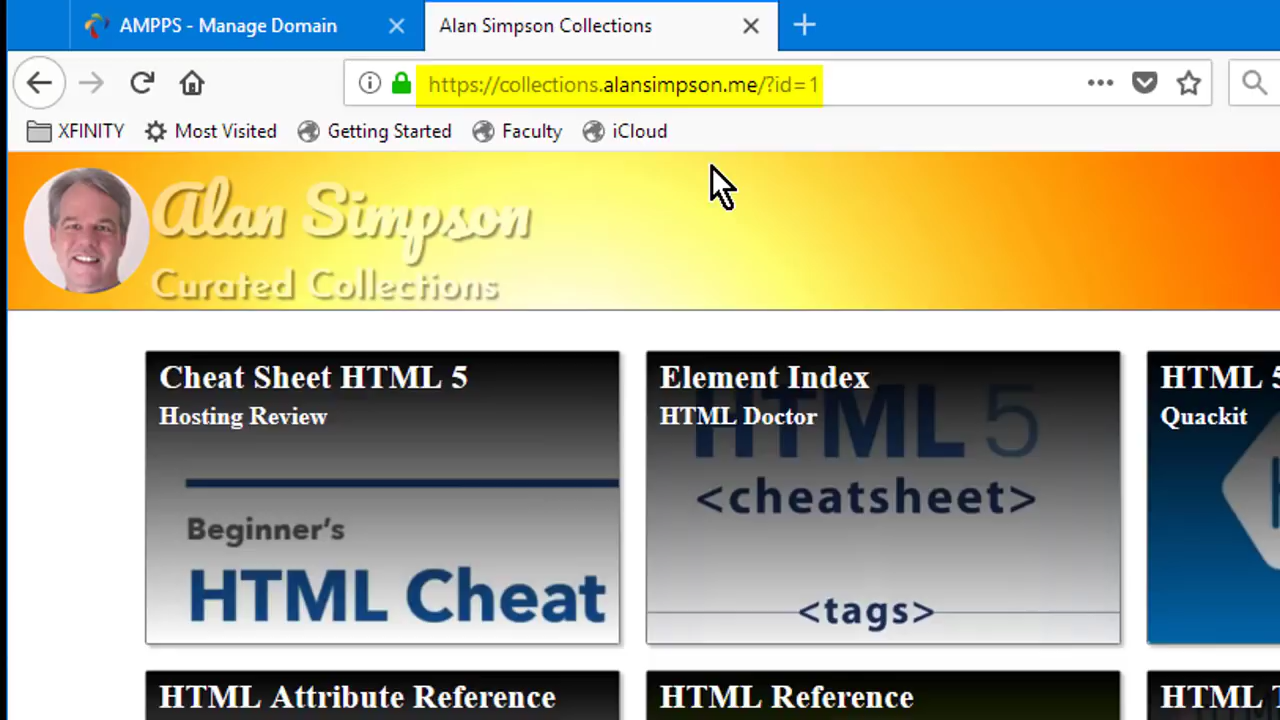 AMPPS - Manage Domain
Alan Simpson Collections
https://collections.alansimpson.me/?id=1
XFINITY
Most Visited
Getting Started
Faculty
iCloud
Alan Simpson
Curated Collections
Cheat Sheet HTML 5
Hosting Review
Beginner's
HTML Cheat
Element Index
HTML Doctor
HTML 5
<cheatsheet>
<tags>
HTML 5
Quackit
HTML Attribute Reference
HTML Reference
HTML